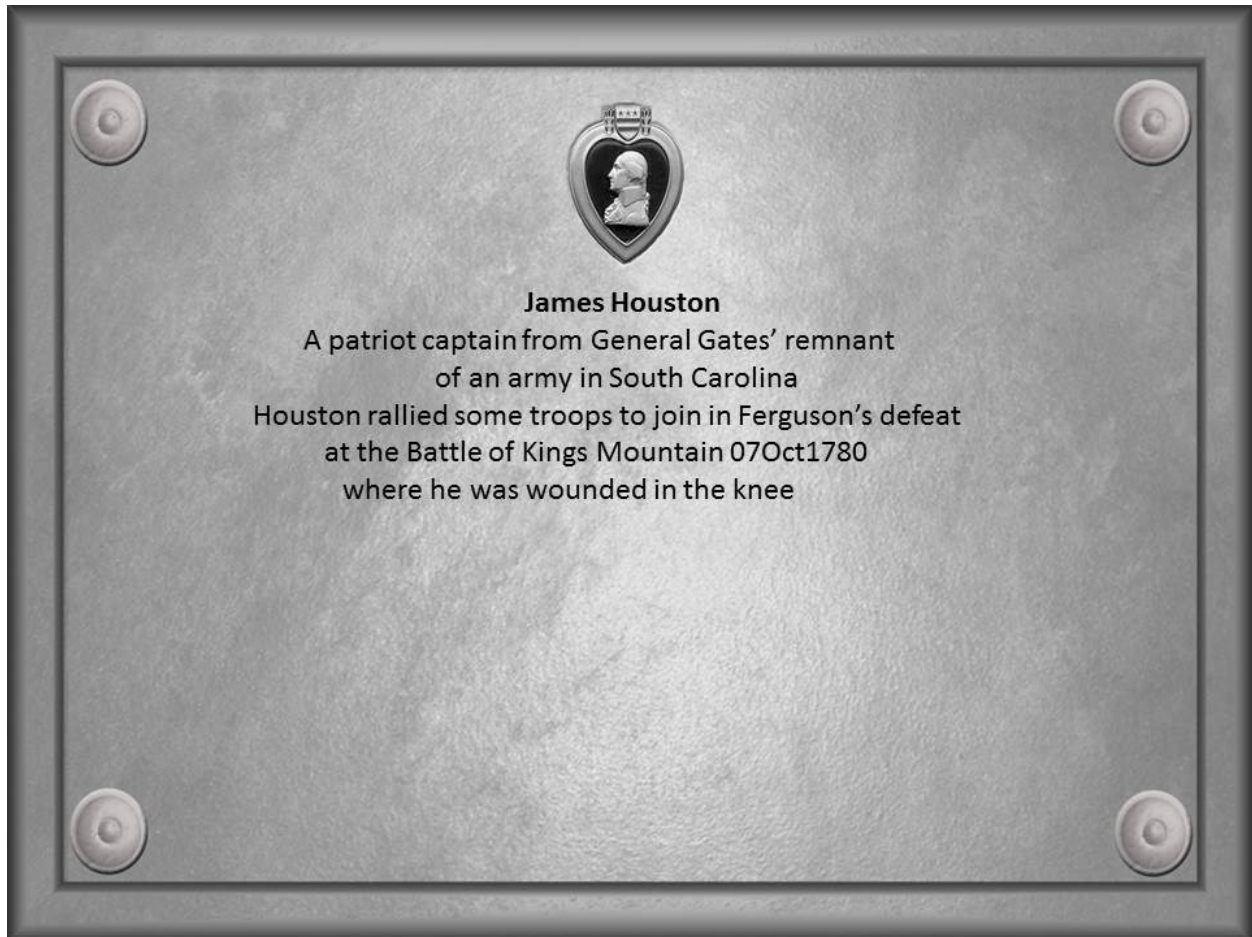 James Houston
A patriot captain from General Gates’ remnant
of an army in South Carolina
Houston rallied some troops to join in Ferguson’s defeat
at the Battle of Kings Mountain 07Oct1780
where he was wounded in the knee